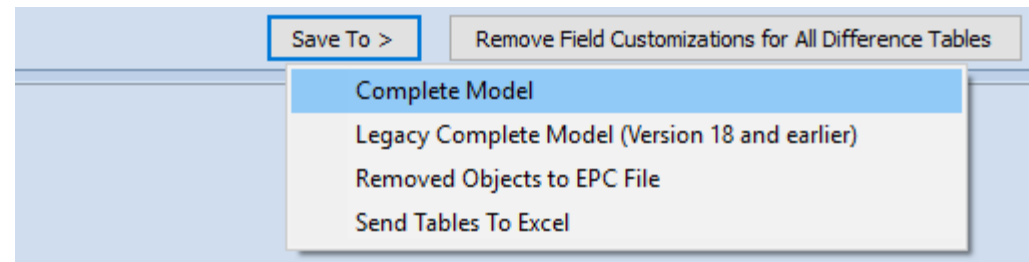 Save To >
Remove Field Customizations for All Difference Tables
Complete Model
Legacy Complete Model (Version 18 and earlier)
Removed Objects to EPC File
Send Tables To Excel